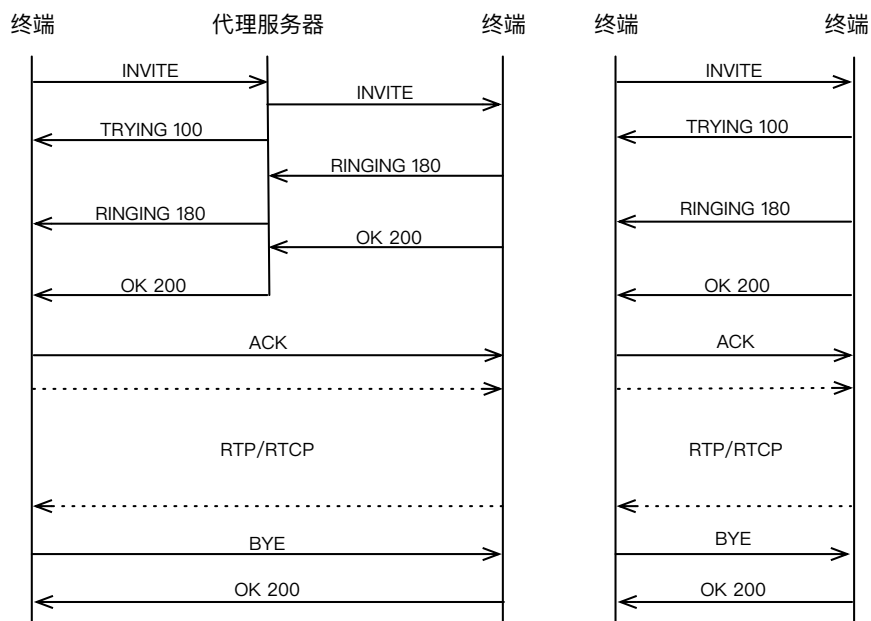 终端 代理服务器 终端 终端 终端
INVITE INVITE
INVITE
TRYING 100 TRYING 100
RINGING 180
RINGING 180 RINGING 180
OK 200
OK 200 OK 200
ACK ACK
RTP/RTCP RTP/RTCP
BYE BYE
OK 200 OK 200